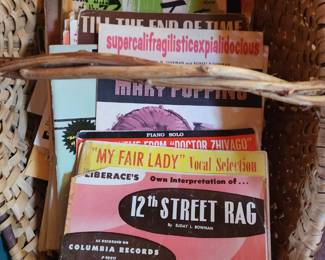 TILL THE END OF TIME
supercalifragilisticexpialidocious
MARY POPPINS
PIANO SOLO
FROM "DOCTOR ZHIVAGO"
"MY FAIR LADY" Vocal Selection
LIBERACE'S Own Interpretation of...
12th STREET RAG
By EUDAY L. BOWMAN
AS RECORDED ON
COLUMBIA RECORDS